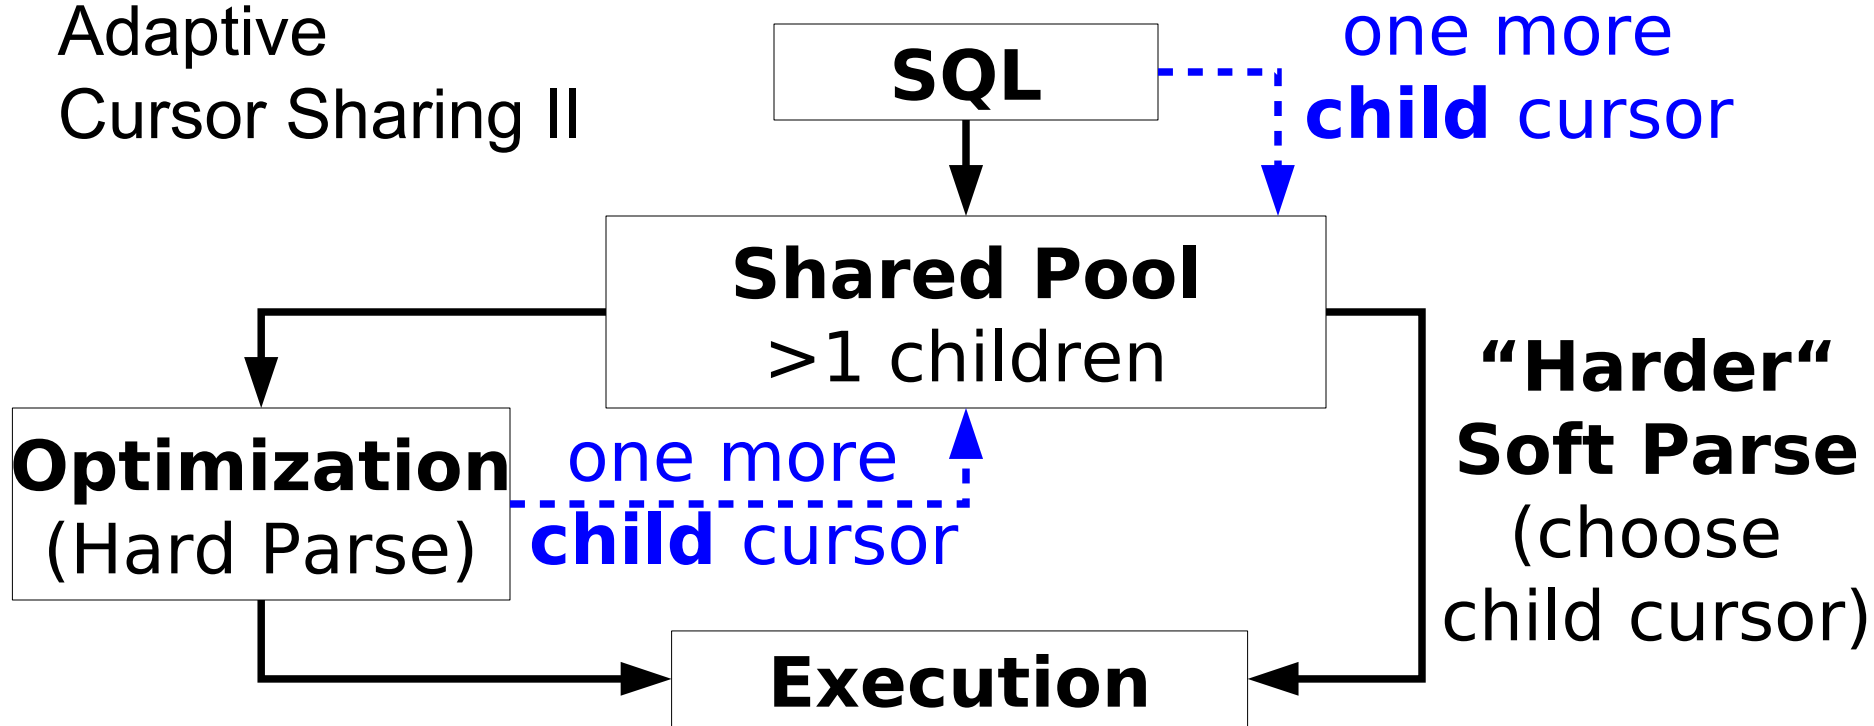 Adaptive
Cursor Sharing II
SQL
one more
child cursor
Shared Pool
>1 children
“Harder“
Soft Parse
(choose
child cursor)
Optimization
(Hard Parse)
one more
child cursor
Execution